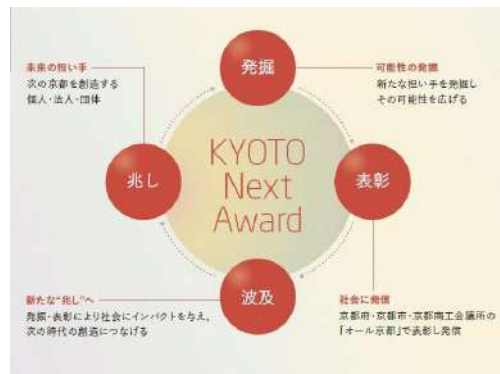 発掘
未来の担い手
次の京都を創造する
個人・法人・団体
可能性の発掘
新たな担い手を発掘し
その可能性を広げる
兆し
KYOTO
Next
Award
表彰
新たな“兆し”へ
発掘・表彰により社会にインパクトを与え、
次の時代の創造につなげる
波及
社会に発信
京都府・京都市・京都商工会議所の
「オール京都」で表彰し発信